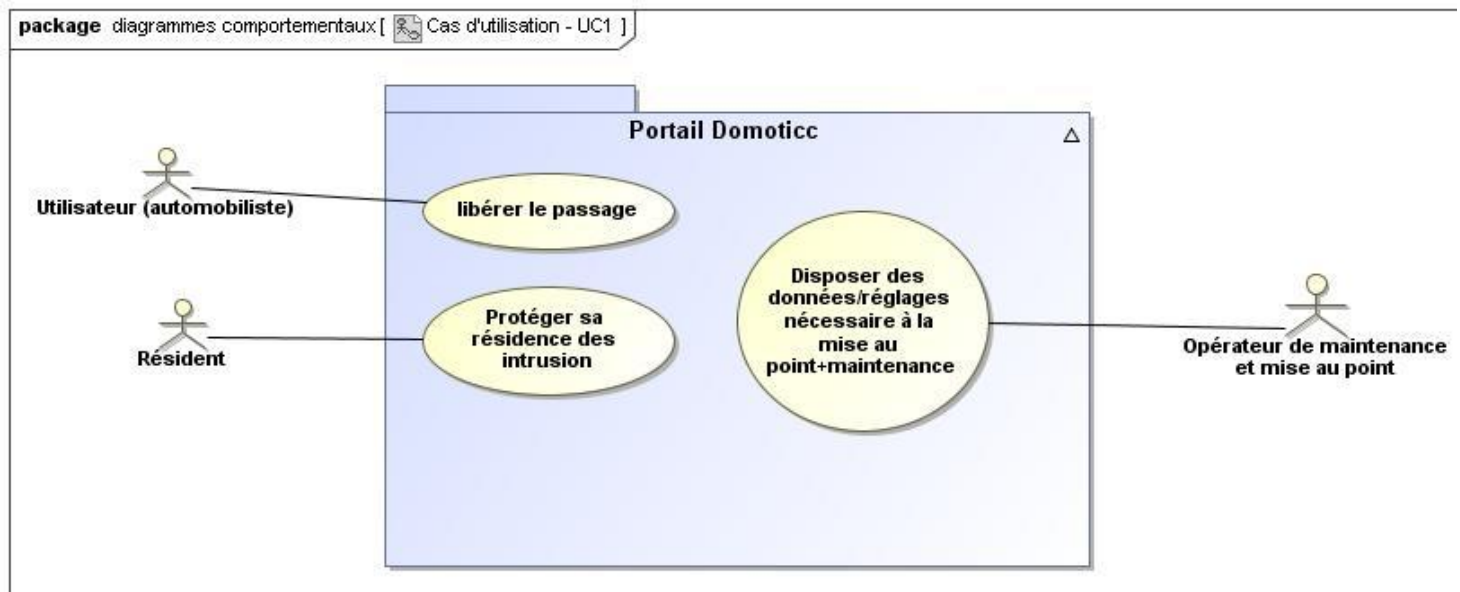 package diagrammes comportementaux [ Cas d'utilisation - UC1 ]
Portail Domoticc
Utilisateur (automobiliste)
libérer le passage
Protéger sa
résidence des
intrusion
Résident
Disposer des
données/réglages
nécessaire à la
mise au
point+maintenance
Opérateur de maintenance
et mise au point